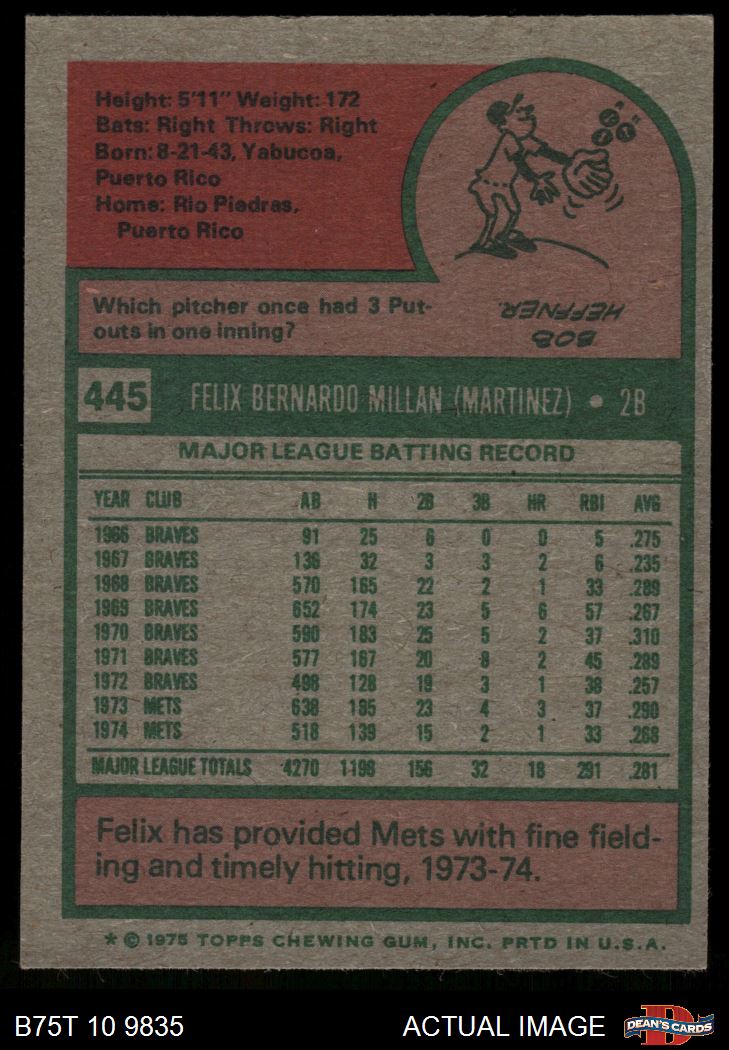 Height: 5'11" Weight: 172
Bats: Right Throws: Right
Born: 8-21-43, Yabucoa,
Puerto Rico
Home: Rio Piedras,
Puerto Rico
Which pitcher once had 3 Put-
outs in one inning?
BOB
HEFFNER.
445 FELIX BERNARDO MILLAN (MARTINEZ) • 2B
MAJOR LEAGUE BATTING RECORD
YEAR CLUB AB H 2B 3B HR RBI AVG
1966 BRAVES 91 25 6 0 0 5 .275
1967 BRAVES 136 32 3 3 2 6 .235
1968 BRAVES 570 165 22 2 1 33 .289
1969 BRAVES 652 174 23 5 6 57 .267
1970 BRAVES 590 183 25 5 2 37 .310
1971 BRAVES 577 167 20 8 2 45 .289
1972 BRAVES 498 128 19 3 1 38 .257
1973 METS 638 185 23 4 3 37 .290
1974 METS 518 139 15 2 1 33 .268
MAJOR LEAGUE TOTALS 4270 1198 156 32 18 291 .281
Felix has provided Mets with fine field-
ing and timely hitting, 1973-74.
* © 1975 TOPPS CHEWING GUM, INC. PRTD IN U.S.A.
B75T 10 9835 ACTUAL IMAGE
D
DEAN'S CARDS